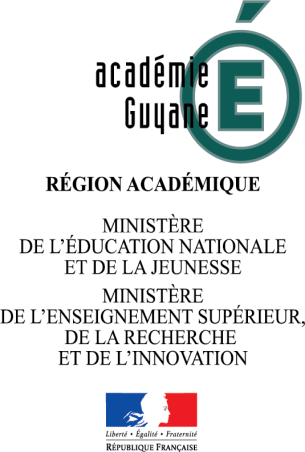 académie
Guyane
É
RÉGION ACADÉMIQUE
MINISTÈRE
DE L'ÉDUCATION NATIONALE
ET DE LA JEUNESSE
MINISTÈRE
DE L'ENSEIGNEMENT SUPÉRIEUR,
DE LA RECHERCHE
ET DE L'INNOVATION
Liberté • Égalité • Fraternité
RÉPUBLIQUE FRANÇAISE